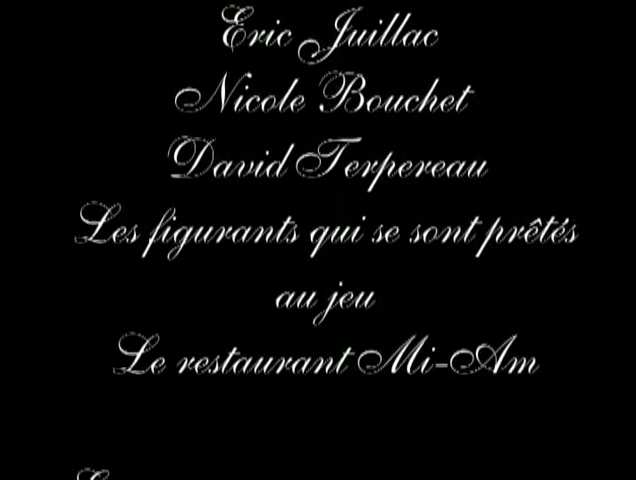 Eric Juillac
Nicole Bouchet
David Terpereau
Les figurants qui se sont prêtés
au jeu
Le restaurant Mi-Am